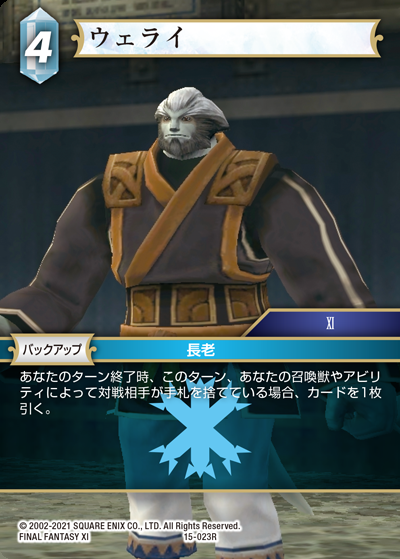 4
ウェライ
XI
バックアップ
長老
あなたのターン終了時、このターン、あなたの召喚獣やアビリ
ティによって対戦相手が手札を捨てている場合、カードを1枚
引く。
© 2002-2021 SQUARE ENIX CO., LTD. All Rights Reserved.
FINAL FANTASY XI
15-023R